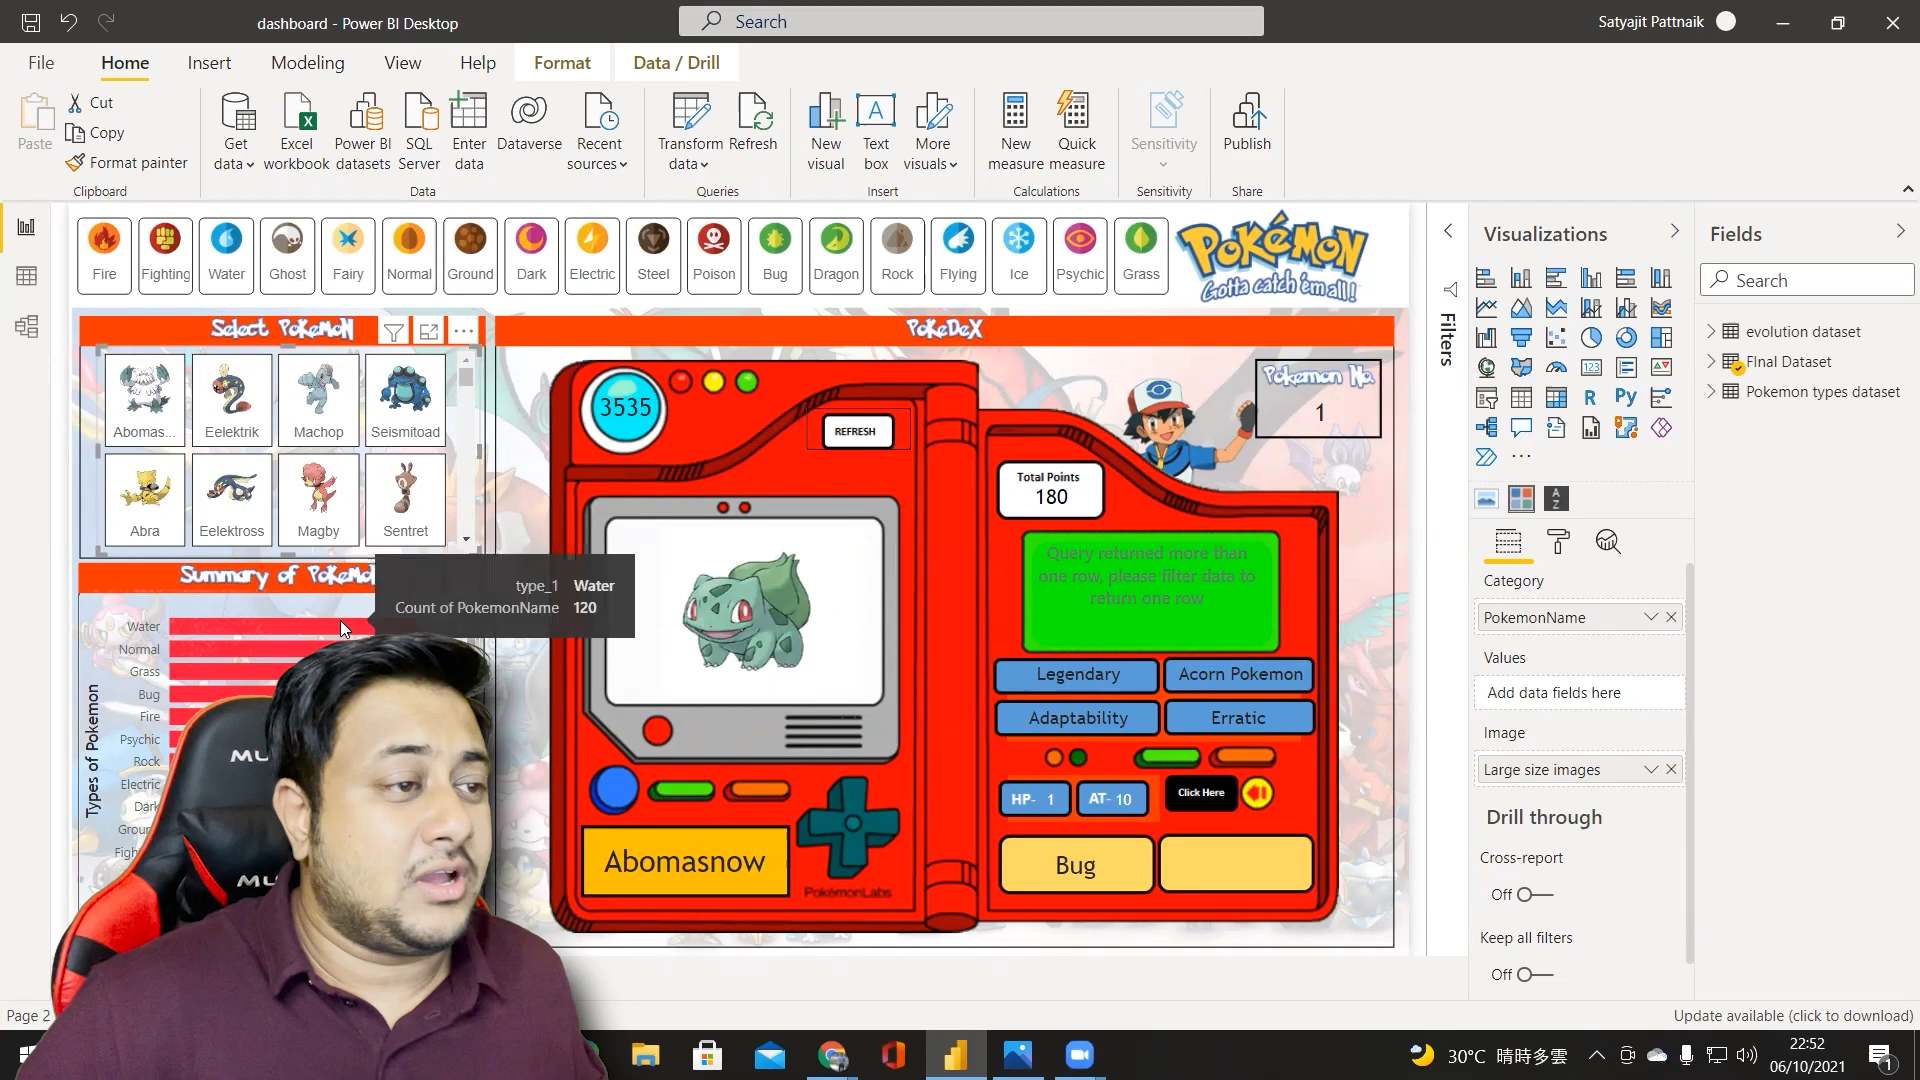 dashboard - Power BI Desktop
Search
Satyajit Pattnaik
File Home Insert Modeling View Help Format Data / Drill
Paste
Cut
Copy
Format painter
Clipboard
Get data
Excel workbook
Power BI datasets
SQL Server
Enter data
Dataverse
Recent sources
Data
Transform data
Refresh
Queries
New visual
Text box
More visuals
Insert
New measure
Quick measure
Calculations
Sensitivity
Sensitivity
Publish
Share
Fire Fighting Water Ghost Fairy Normal Ground Dark Electric Steel Poison Bug Dragon Rock Flying Ice Psychic Grass
POKéMON
Gotta catch 'em all!
Select PoKeMoN
Abomas... Eelektrik Machop Seismitoad
Abra Eelektross Magby Sentret
type_1 Water
Count of PokemonName 120
Types of Pokemon
Water
Normal
Grass
Bug
Fire
Psychic
Rock
Electric
Dark
PoKeDeX
3535
REFRESH
Pokemon No.
1
Total Points
180
Query returned more than
one row, please filter data to
return one row
Legendary
Acorn Pokemon
Adaptability
Erratic
HP- 1
AT- 10
Click Here
Abomasnow
PokémonLabs
Bug
Filters
Visualizations
R
Py
123
A
Z
Category
PokemonName
Values
Add data fields here
Image
Large size images
Drill through
Cross-report
Off
Keep all filters
Off
Fields
Search
evolution dataset
FInal Dataset
Pokemon types dataset
Page 2
Update available (click to download)
30°C 晴時多雲
22:52
06/10/2021
1